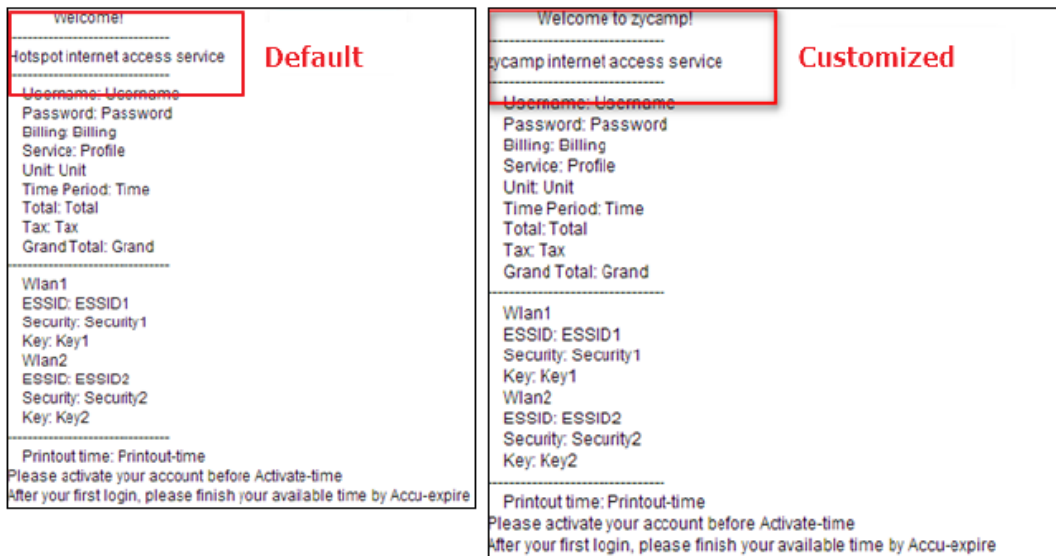 Welcome!
--------------------------------
Hotspot internet access service
--------------------------------
Username: Username
Password: Password
Billing: Billing
Service: Profile
Unit: Unit
Time Period: Time
Total: Total
Tax: Tax
Grand Total: Grand
--------------------------------
Wlan1
ESSID: ESSID1
Security: Security1
Key: Key1
Wlan2
ESSID: ESSID2
Security: Security2
Key: Key2
--------------------------------
Printout time: Printout-time
Please activate your account before Activate-time
After your first login, please finish your available time by Accu-expire
Default
Welcome to zycamp!
--------------------------------
zycamp internet access service
--------------------------------
Username: Username
Password: Password
Billing: Billing
Service: Profile
Unit: Unit
Time Period: Time
Total: Total
Tax: Tax
Grand Total: Grand
--------------------------------
Wlan1
ESSID: ESSID1
Security: Security1
Key: Key1
Wlan2
ESSID: ESSID2
Security: Security2
Key: Key2
--------------------------------
Printout time: Printout-time
Please activate your account before Activate-time
After your first login, please finish your available time by Accu-expire
Customized